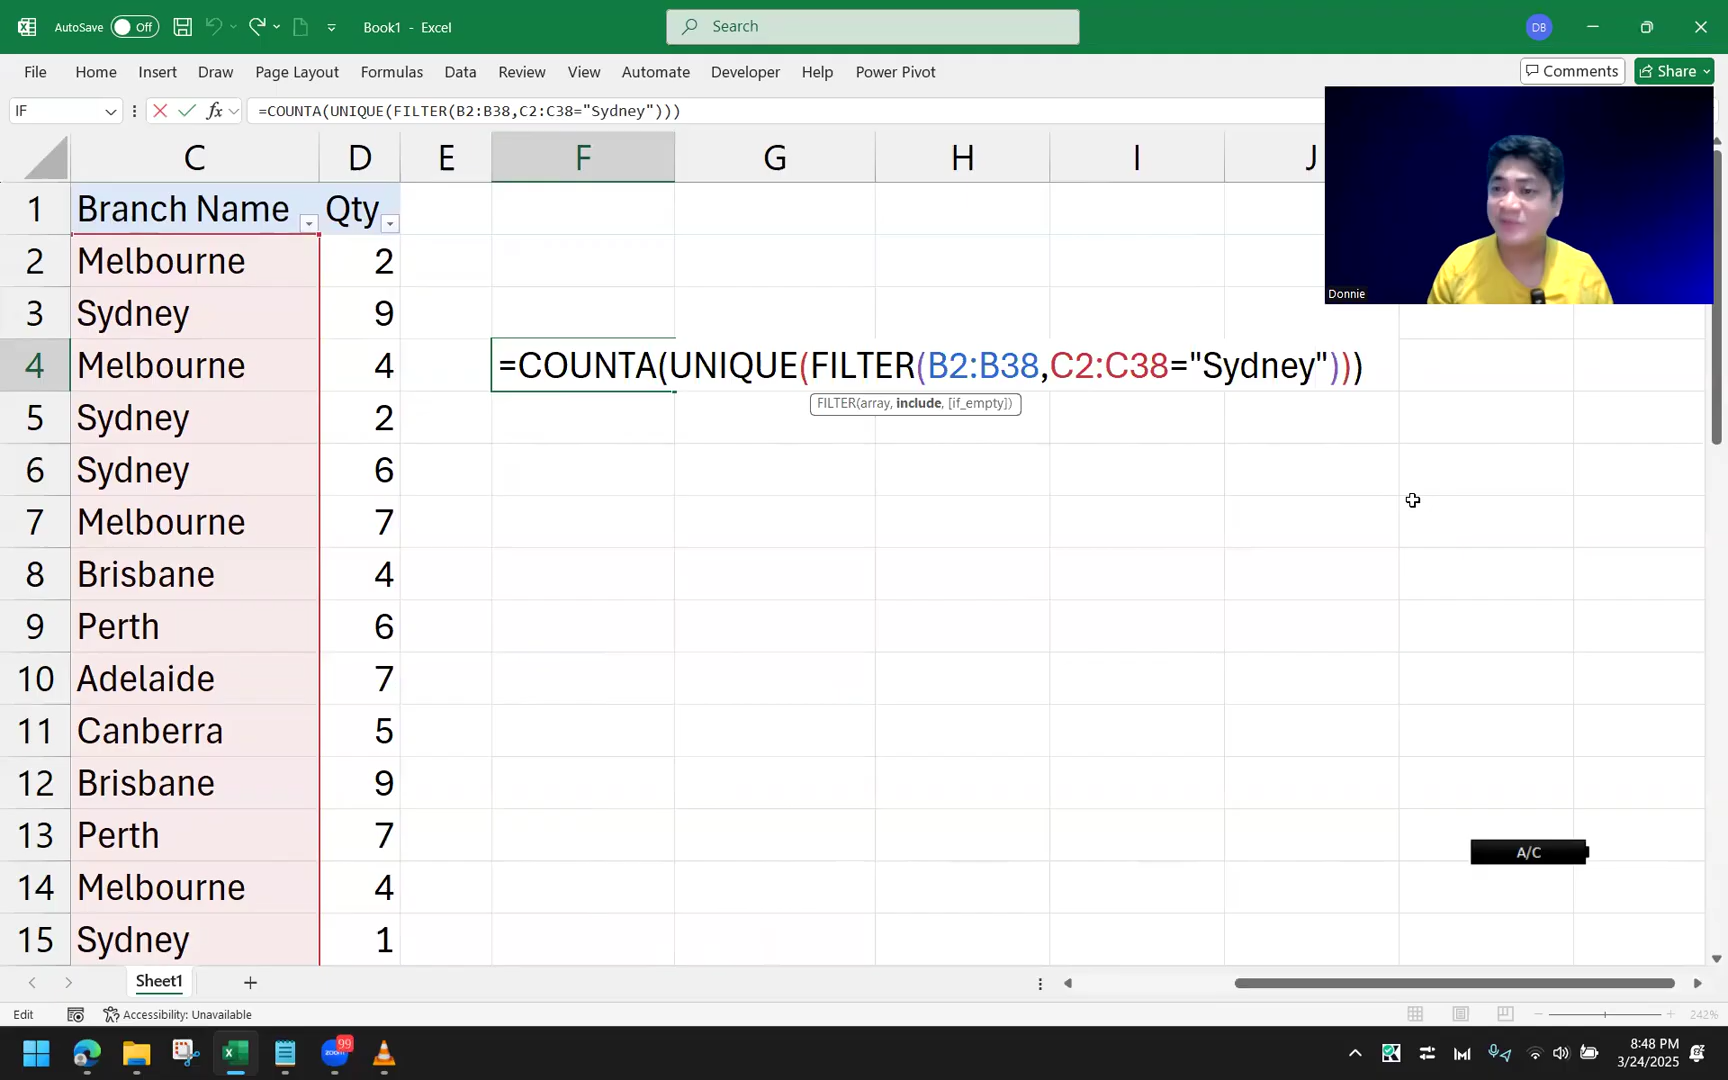 AutoSave Off Book1 - Excel Search DB
File Home Insert Draw Page Layout Formulas Data Review View Automate Developer Help Power Pivot Comments Share
IF fx =COUNTA(UNIQUE(FILTER(B2:B38,C2:C38="Sydney")))
C D E F G H I J
1 Branch Name Qty
2 Melbourne 2
3 Sydney 9
Donnie
4 Melbourne 4 =COUNTA(UNIQUE(FILTER(B2:B38,C2:C38="Sydney")))
FILTER(array, include, [if_empty])
5 Sydney 2
6 Sydney 6
7 Melbourne 7
8 Brisbane 4
9 Perth 6
10 Adelaide 7
11 Canberra 5
12 Brisbane 9
13 Perth 7
A/C
14 Melbourne 4
15 Sydney 1
Sheet1
Edit Accessibility: Unavailable 242%
99
zoom
8:48 PM
3/24/2025